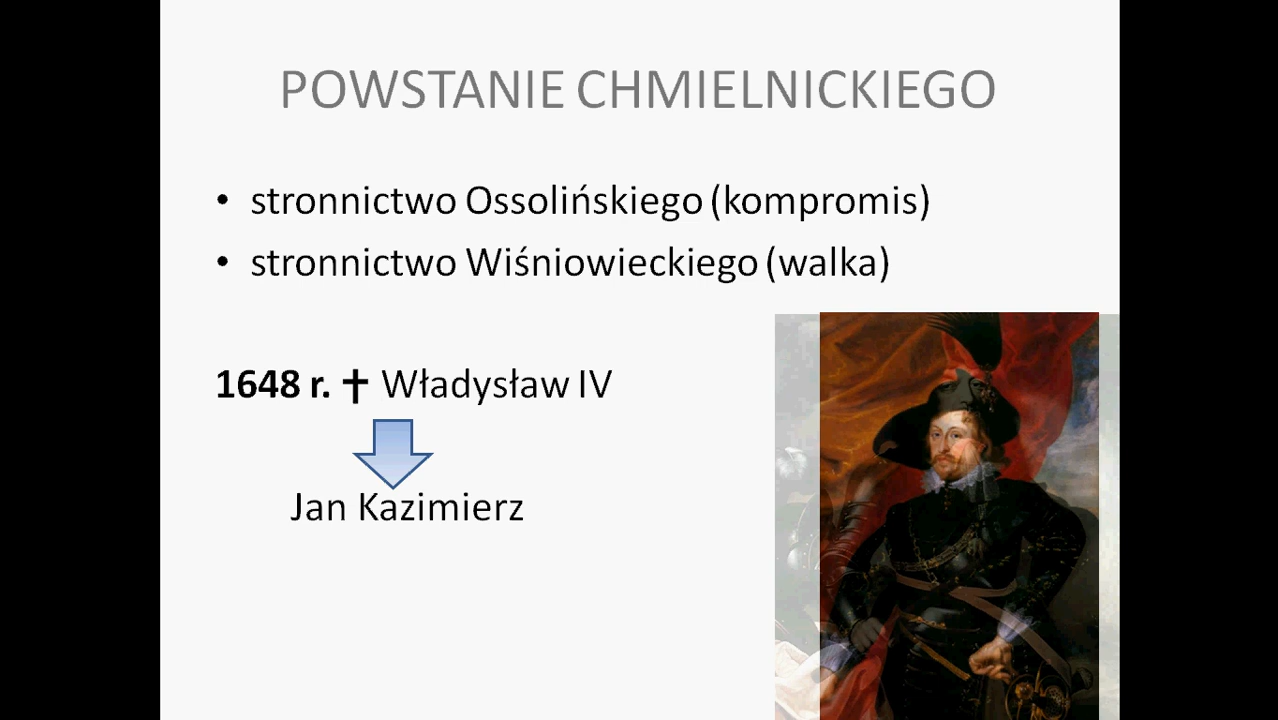 POWSTANIE CHMIELNICKIEGO
• stronnictwo Ossolińskiego (kompromis)
• stronnictwo Wiśniowieckiego (walka)
1648 r. ✝ Władysław IV
Jan Kazimierz